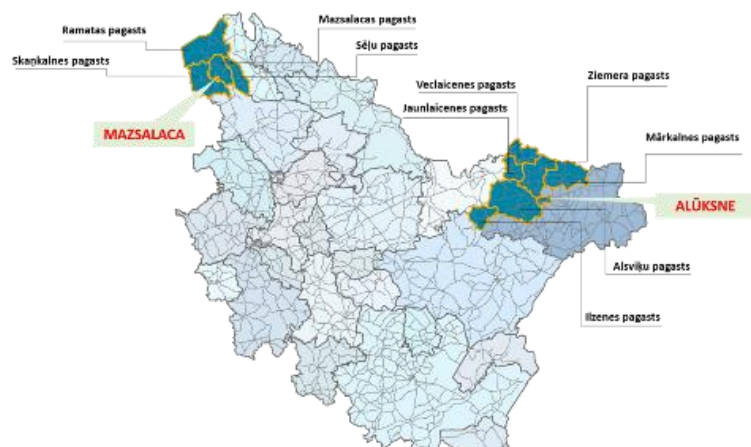 Mazsalacas pagasts
Ramatas pagasts
Sēļu pagasts
Skaņkalnes pagasts
MAZSALACA
Ziemera pagasts
Veclaicenes pagasts
Jaunlaicenes pagasts
Mārkalnes pagasts
ALŪKSNE
Alsviķu pagasts
Ilzenes pagasts